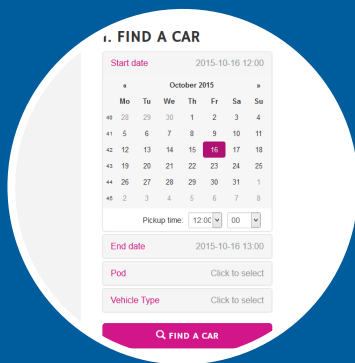 1. FIND A CAR
Start date 2015-10-16 12:00
« October 2015 »
Mo Tu We Th Fr Sa Su
40 28 29 30 1 2 3 4
41 5 6 7 8 9 10 11
42 12 13 14 15 16 17 18
43 19 20 21 22 23 24 25
44 26 27 28 29 30 31 1
45 2 3 4 5 6 7 8
Pickup time: 12:00 00
End date 2015-10-16 13:00
Pod Click to select
Vehicle Type Click to select
FIND A CAR